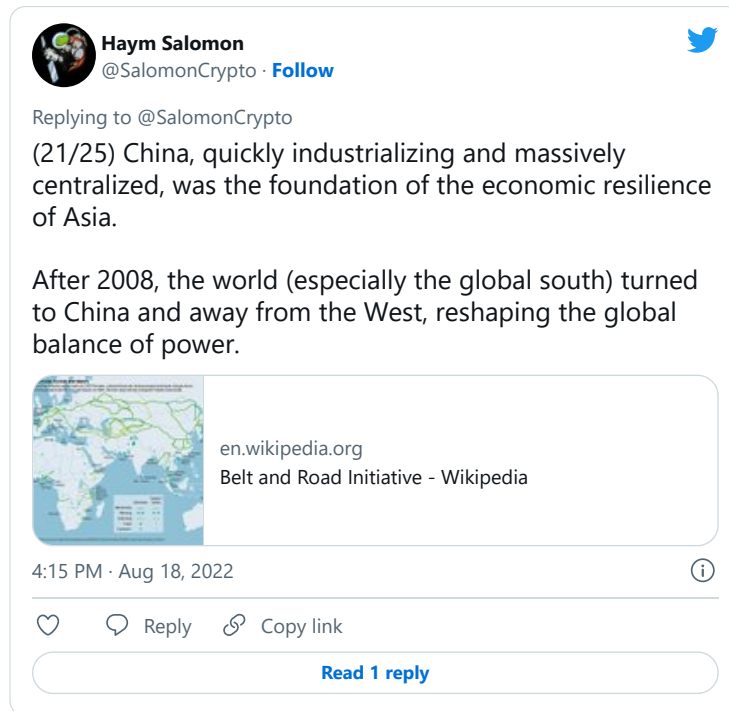 Haym Salomon
@SalomonCrypto · Follow
Replying to @SalomonCrypto
(21/25) China, quickly industrializing and massively
centralized, was the foundation of the economic resilience
of Asia.
After 2008, the world (especially the global south) turned
to China and away from the West, reshaping the global
balance of power.
en.wikipedia.org
Belt and Road Initiative - Wikipedia
4:15 PM · Aug 18, 2022
Reply
Copy link
Read 1 reply